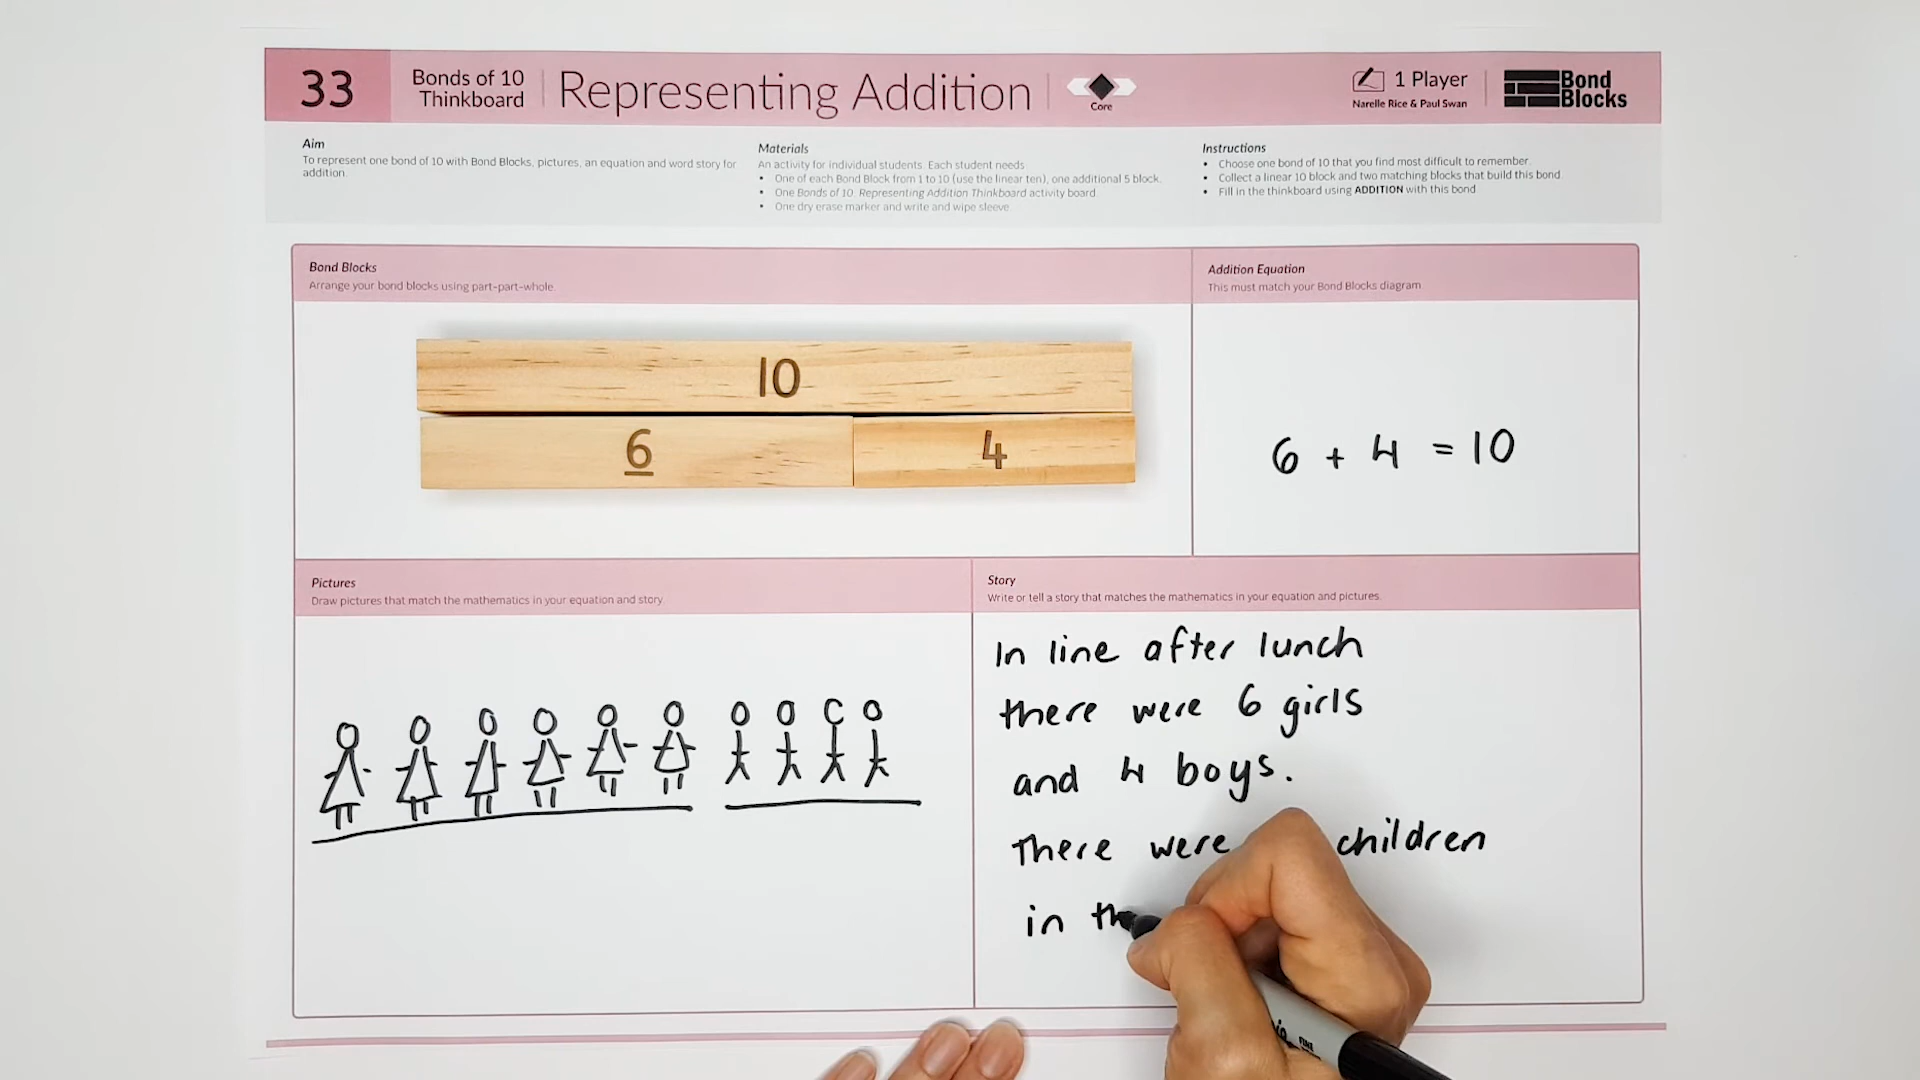 33
Bonds of 10
Thinkboard
Representing Addition
Core
1 Player
Narelle Rice & Paul Swan
Bond
Blocks
Aim
To represent one bond of 10 with Bond Blocks, pictures, an equation and word story for
addition.
Materials
An activity for individual students. Each student needs
• One of each Bond Block from 1 to 10 (use the linear ten), one additional 5 block.
• One Bonds of 10: Representing Addition Thinkboard activity board.
• One dry erase marker and write and wipe sleeve
Instructions
• Choose one bond of 10 that you find most difficult to remember.
• Collect a linear 10 block and two matching blocks that build this bond.
• Fill in the thinkboard using ADDITION with this bond
Bond Blocks
Arrange your bond blocks using part-part-whole.
10
6
4
Addition Equation
This must match your Bond Blocks diagram
6 + 4 = 10
Pictures
Draw pictures that match the mathematics in your equation and story.
Story
Write or tell a story that matches the mathematics in your equation and pictures.
In line after lunch
there were 6 girls
and 4 boys.
There were children
in th